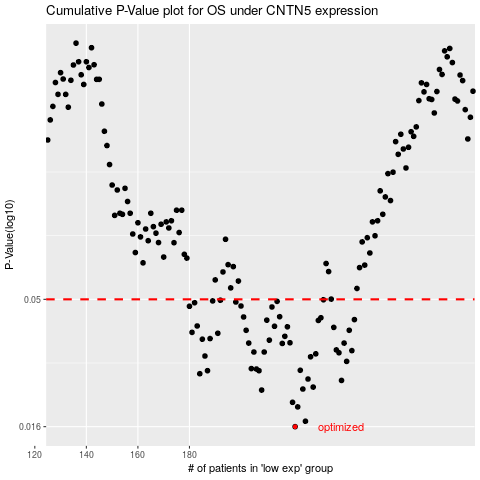 Cumulative P-Value plot for OS under CNTN5 expression
P-Value(log10)
0.05
0.016
optimized
120 140 160 180
# of patients in 'low exp' group